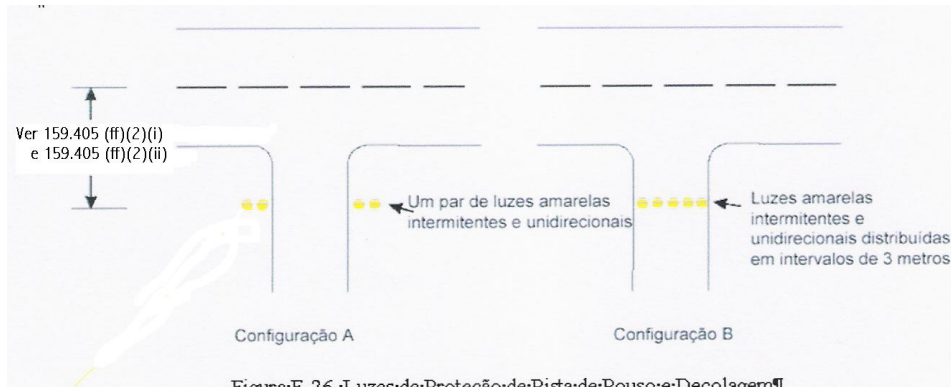 Ver 159.405 (ff)(2)(i)
e 159.405 (ff)(2)(ii)
Um par de luzes amarelas
intermitentes e unidirecionais
Luzes amarelas
intermitentes e
unidirecionais distribuídas
em intervalos de 3 metros
Configuração A
Configuração B
Figura·E-36.·Luzes·de·Proteção·de·Pista·de·Pouso·e·Decolagem¶